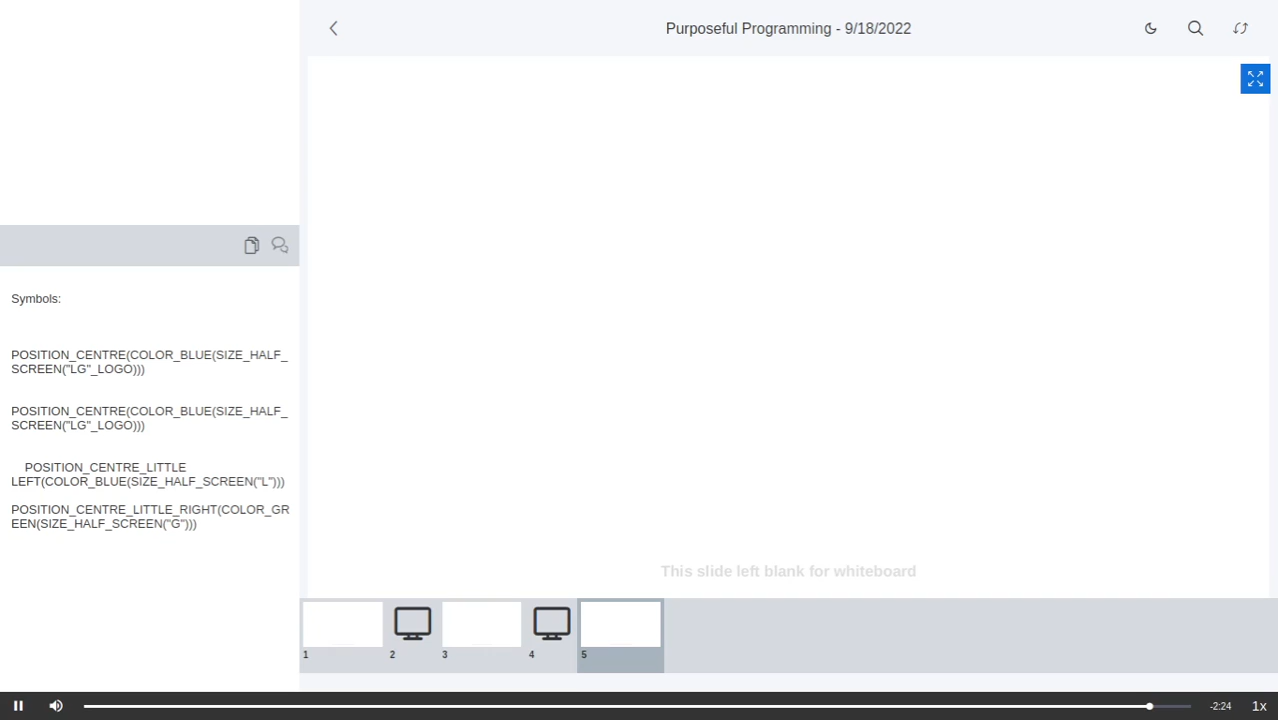 Purposeful Programming - 9/18/2022
Symbols:
POSITION_CENTRE(COLOR_BLUE(SIZE_HALF_
SCREEN("LG"_LOGO)))
POSITION_CENTRE(COLOR_BLUE(SIZE_HALF_
SCREEN("LG"_LOGO)))
POSITION_CENTRE_LITTLE
LEFT(COLOR_BLUE(SIZE_HALF_SCREEN("L")))
POSITION_CENTRE_LITTLE_RIGHT(COLOR_GR
EEN(SIZE_HALF_SCREEN("G")))
This slide left blank for whiteboard
1
2
3
4
5
-2:24
1x